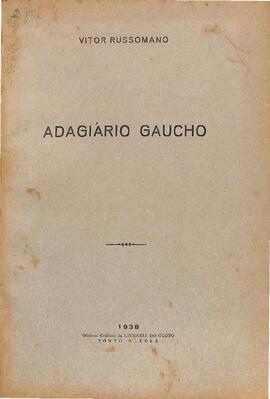 VITOR RUSSOMANO
ADAGIÁRIO GAUCHO
1938
Oficinas Gráficas da LIVRARIA DO GLOBO
PORTO ALEGRE